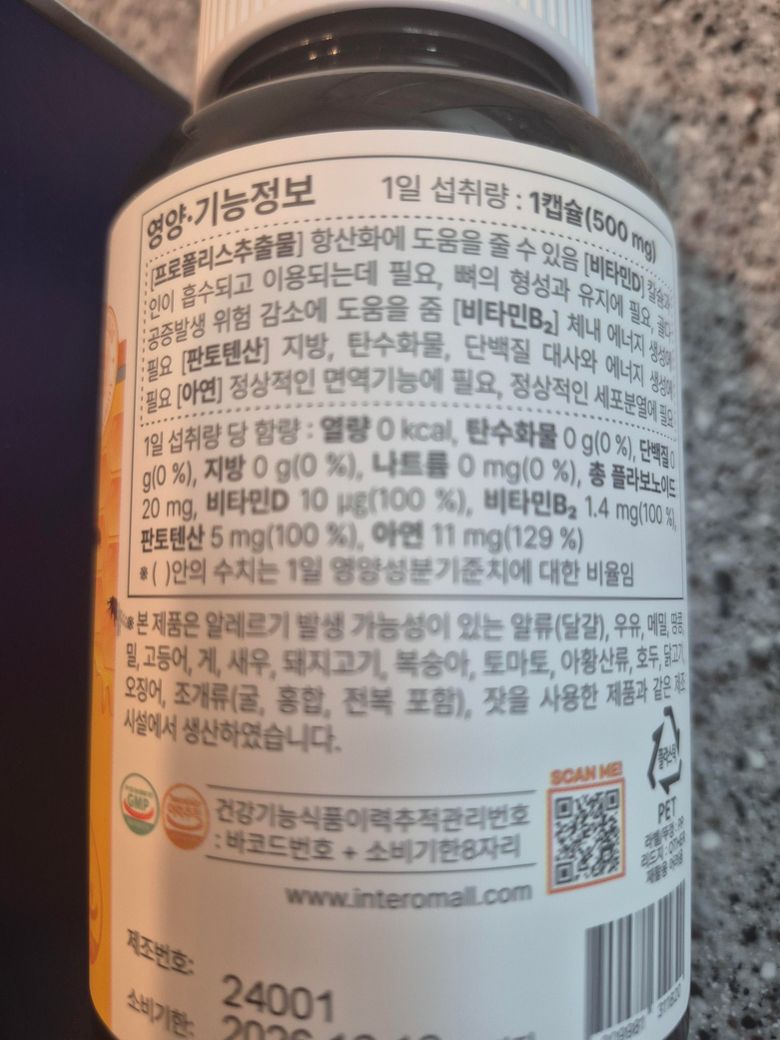 영양·기능정보 1일 섭취량 : 1캡슐(500 mg)
[프로폴리스추출물] 항산화에 도움을 줄 수 있음 [비타민D] 칼슘과
인이 흡수되고 이용되는데 필요, 뼈의 형성과 유지에 필요, 골다
공증발생 위험 감소에 도움을 줌 [비타민B₂] 체내 에너지 생성에
필요 [판토텐산] 지방, 탄수화물, 단백질 대사와 에너지 생성에
필요 [아연] 정상적인 면역기능에 필요, 정상적인 세포분열에 필요
1일 섭취량 당 함량 : 열량 0 kcal, 탄수화물 0 g(0 %), 단백질 0
g(0 %), 지방 0 g(0 %), 나트륨 0 mg(0 %), 총 플라보노이드
20 mg, 비타민D 10 μg(100 %), 비타민B₂ 1.4 mg(100 %),
판토텐산 5 mg(100 %), 아연 11 mg(129 %)
※( )안의 수치는 1일 영양성분기준치에 대한 비율임
※본 제품은 알레르기 발생 가능성이 있는 알류(달걀), 우유, 메밀, 땅콩,
밀, 고등어, 게, 새우, 돼지고기, 복숭아, 토마토, 아황산류, 호두, 닭고기,
오징어, 조개류(굴, 홍합, 전복 포함), 잣을 사용한 제품과 같은 제조
시설에서 생산하였습니다.
GMP
건강기능식품이력추적관리번호
: 바코드번호 + 소비기한8자리
www.interomall.com
SCAN ME!
플라스틱
PET
라벨/뚜껑 : PP
리드지 : OTHER
재활용 어려움
제조번호: 24001
소비기한: